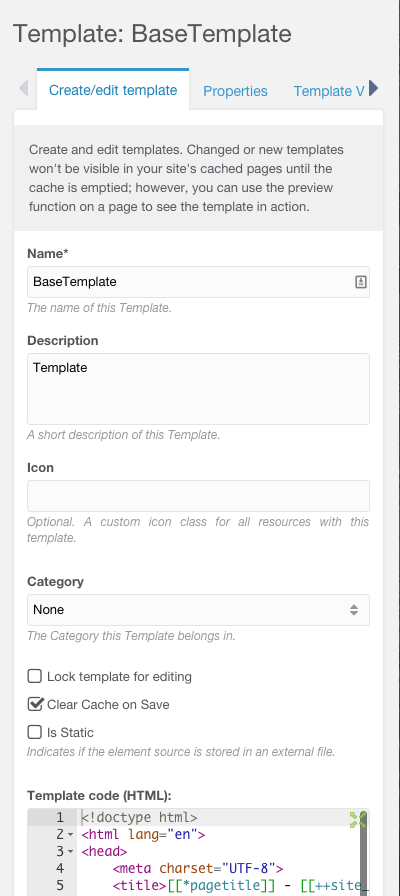 Template: BaseTemplate
Create/edit template Properties Template V
Create and edit templates. Changed or new templates
won't be visible in your site's cached pages until the
cache is emptied; however, you can use the preview
function on a page to see the template in action.
Name*
BaseTemplate
The name of this Template.
Description
Template
A short description of this Template.
Icon
Optional. A custom icon class for all resources with this
template.
Category
None
The Category this Template belongs in.
Lock template for editing
Clear Cache on Save
Is Static
Indicates if the element source is stored in an external file.
Template code (HTML):
1 <!doctype html>
2 <html lang="en">
3 <head>
4 <meta charset="UTF-8">
5 <title>[[*pagetitle]] - [[++site_